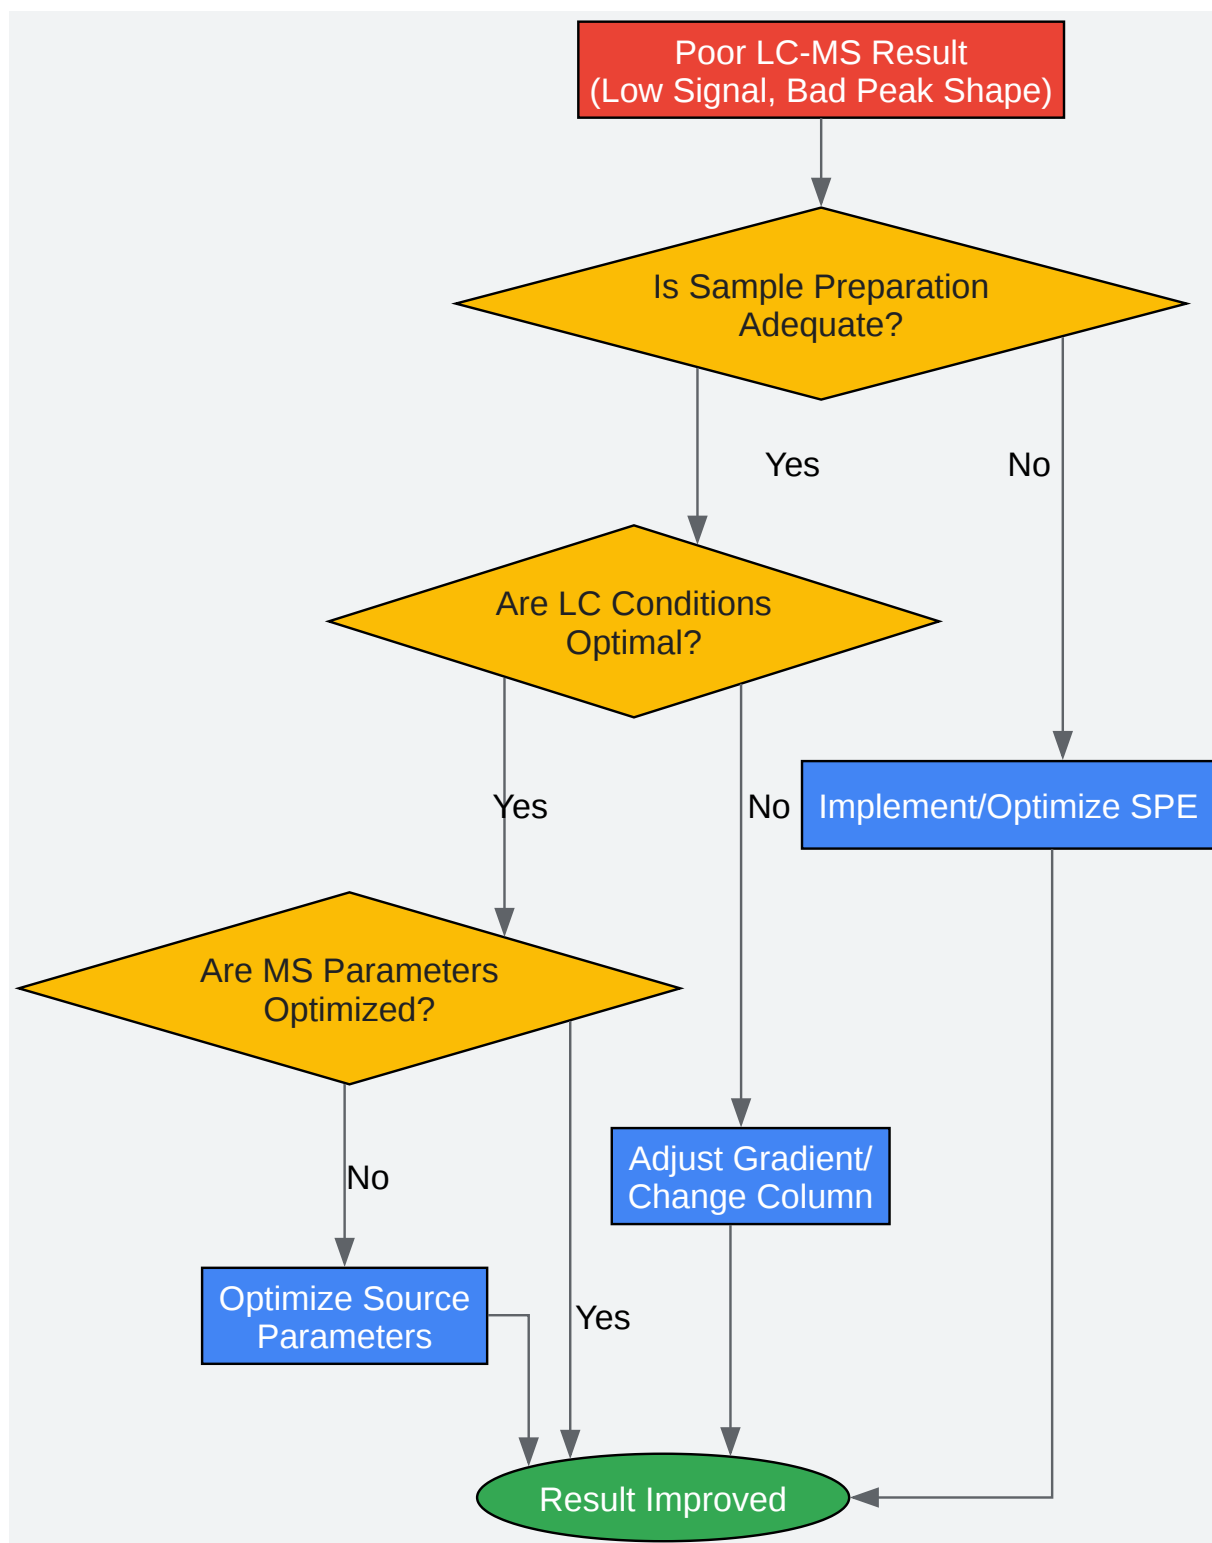 Poor LC-MS Result
(Low Signal, Bad Peak Shape)
Is Sample Preparation
Adequate?
Yes
No
Are LC Conditions
Optimal?
Yes
No
Implement/Optimize SPE
Are MS Parameters
Optimized?
No
Adjust Gradient/
Change Column
Optimize Source
Parameters
Yes
Result Improved